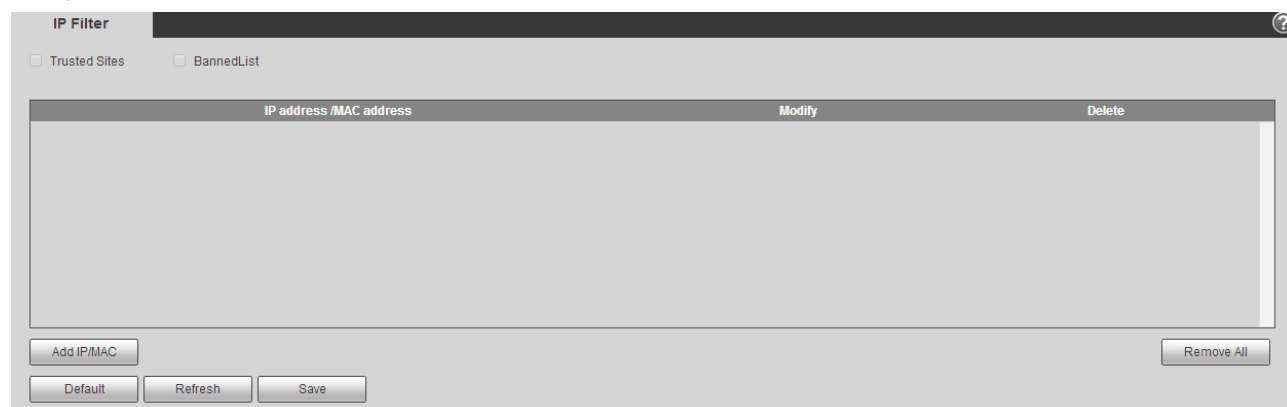 IP Filter
Trusted Sites BannedList
IP address /MAC address Modify Delete
Add IP/MAC Remove All
Default Refresh Save